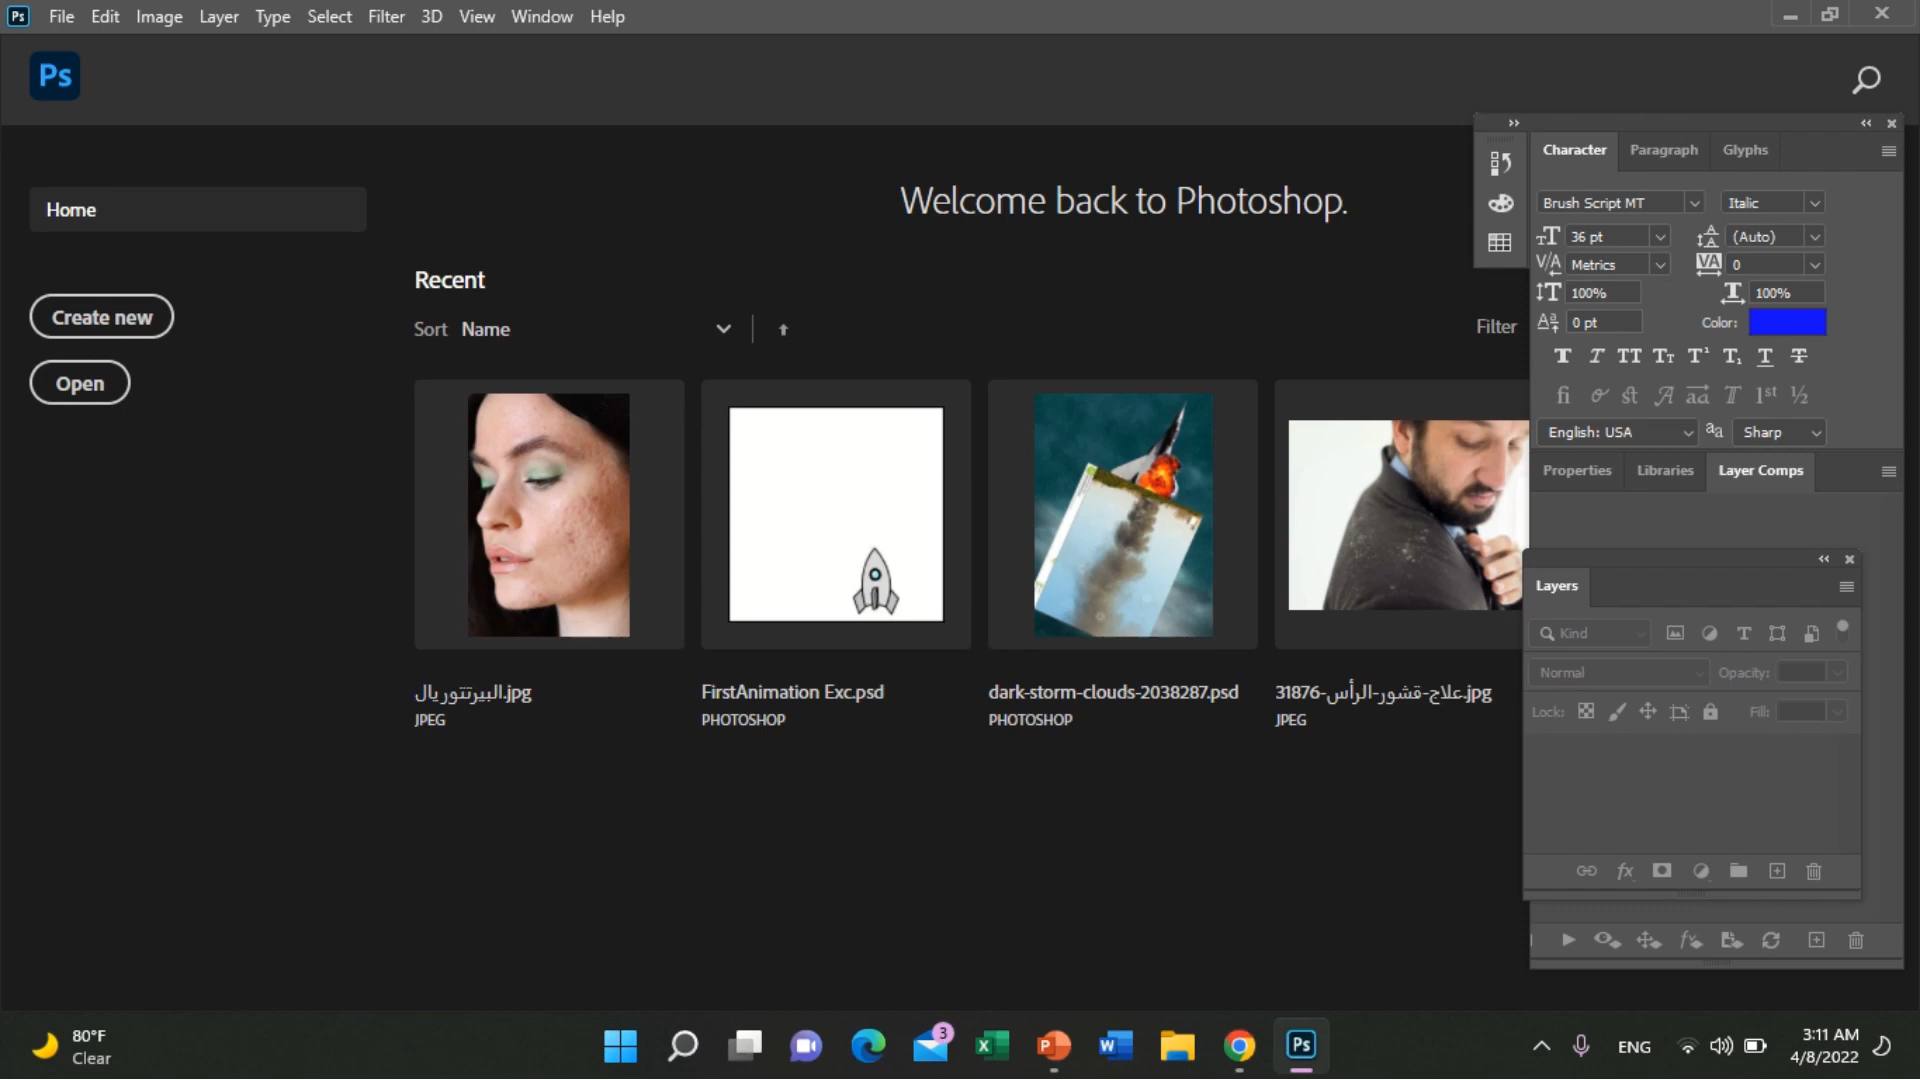 Ps File Edit Image Layer Type Select Filter 3D View Window Help
Ps
Home
Create new
Open
Welcome back to Photoshop.
Recent
Sort Name
Filter
البيرتتوريال.jpg
JPEG
FirstAnimation Exc.psd
PHOTOSHOP
dark-storm-clouds-2038287.psd
PHOTOSHOP
علاج-قشور-الرأس-31876.jpg
JPEG
Character Paragraph Glyphs
Brush Script MT Italic
36 pt (Auto)
Metrics 0
100% 100%
0 pt Color:
English: USA aa Sharp
Properties Libraries Layer Comps
Layers
Kind
Normal Opacity:
Lock: Fill:
80°F
Clear
3
Ps
ENG
3:11 AM
4/8/2022